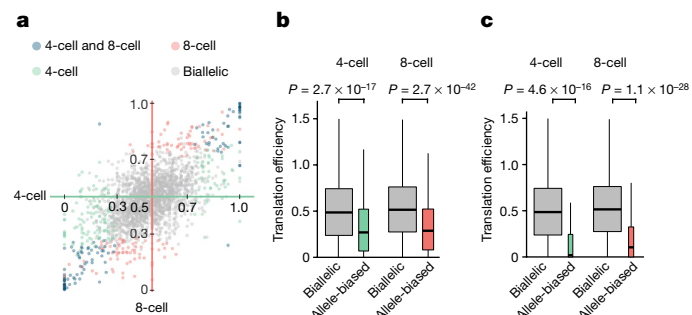 a
4-cell and 8-cell
8-cell
4-cell
Biallelic
1.0
0.7
4-cell
0
0.3
0.5
0.7
1.0
0.3
0
8-cell
b
4-cell
8-cell
P = 2.7 × 10⁻¹⁷
P = 2.7 × 10⁻⁴²
Translation efficiency
1.5
1.0
0.5
0
Biallelic
Allele-biased
Biallelic
Allele-biased
c
4-cell
8-cell
P = 4.6 × 10⁻¹⁶
P = 1.1 × 10⁻²⁸
Translation efficiency
1.5
1.0
0.5
0
Biallelic
Allele-biased
Biallelic
Allele-biased